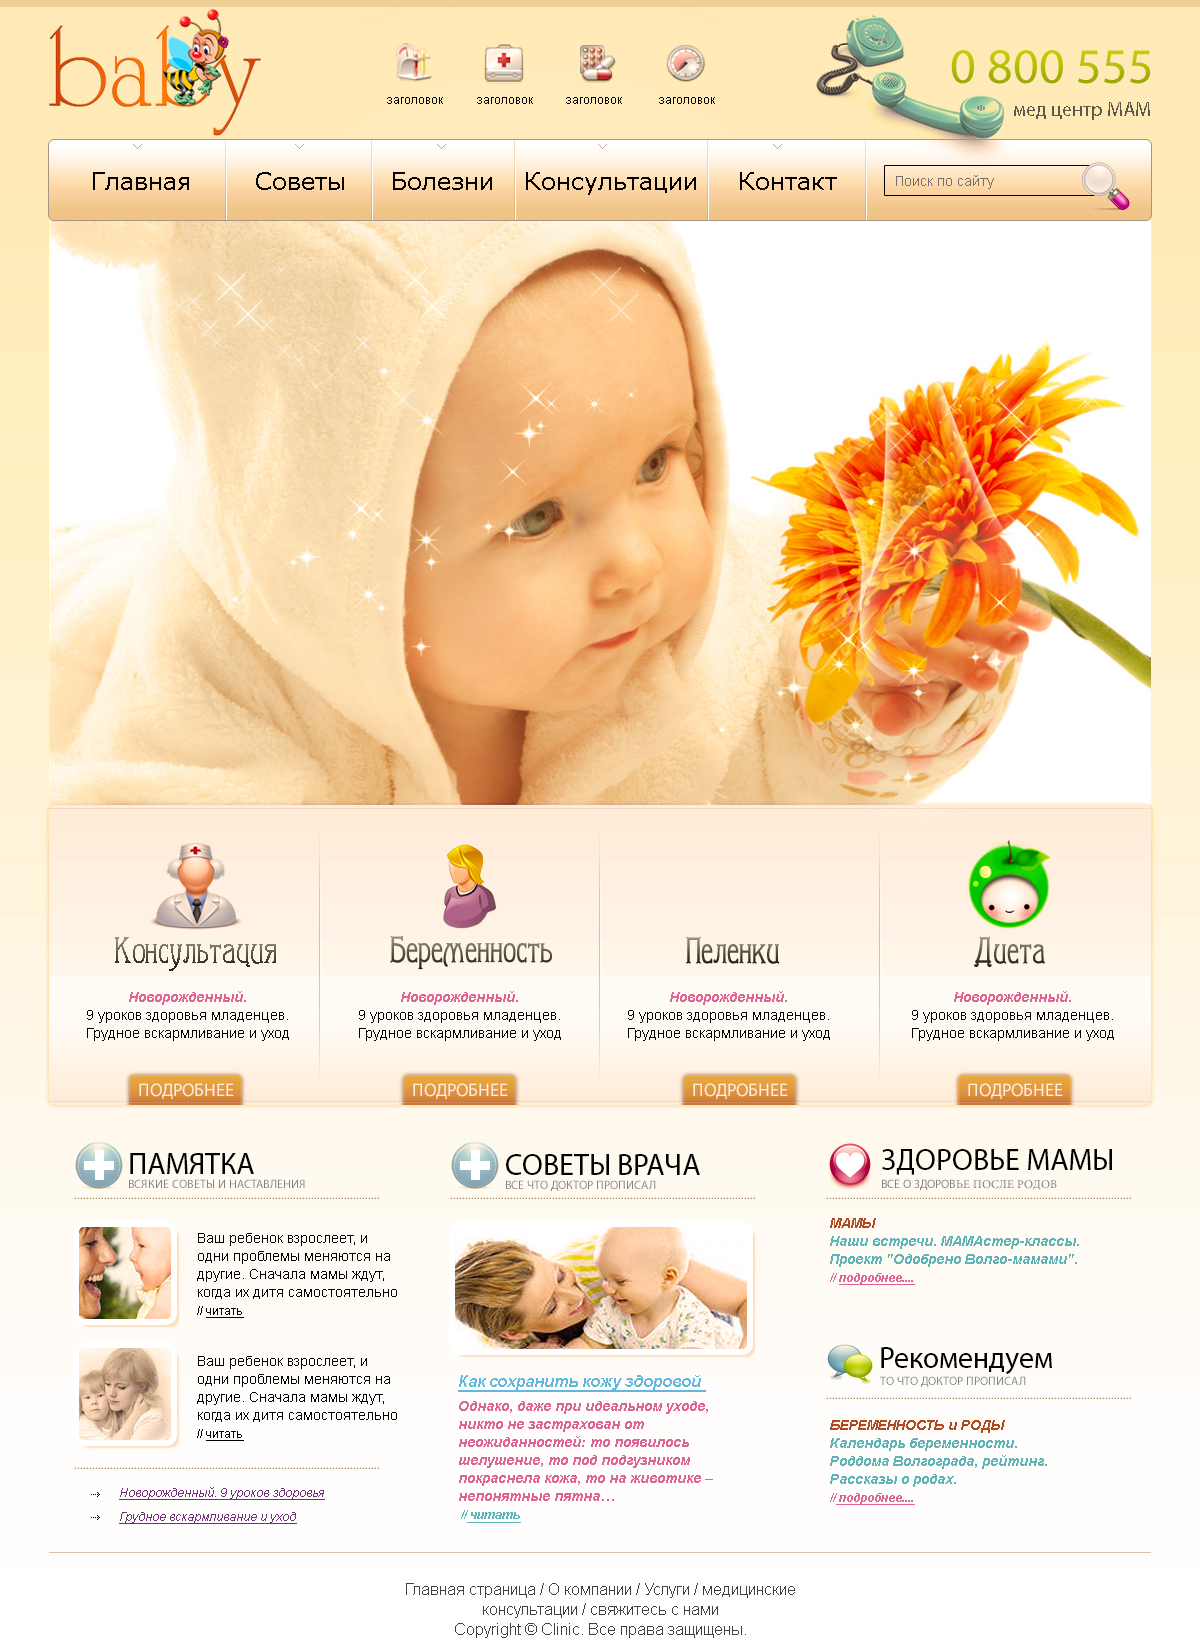 baby
заголовок заголовок заголовок заголовок
0 800 555
мед центр МАМ
Главная Советы Болезни Консультации Контакт
Поиск по сайту
Консультация Беременность Пеленки Диета
Новорожденный. Новорожденный. Новорожденный. Новорожденный.
9 уроков здоровья младенцев. 9 уроков здоровья младенцев. 9 уроков здоровья младенцев. 9 уроков здоровья младенцев.
Грудное вскармливание и уход Грудное вскармливание и уход Грудное вскармливание и уход Грудное вскармливание и уход
ПОДРОБНЕЕ ПОДРОБНЕЕ ПОДРОБНЕЕ ПОДРОБНЕЕ
ПАМЯТКА
ВСЯКИЕ СОВЕТЫ И НАСТАВЛЕНИЯ
Ваш ребенок взрослеет, и
одни проблемы меняются на
другие. Сначала мамы ждут,
когда их дитя самостоятельно
// читать
Ваш ребенок взрослеет, и
одни проблемы меняются на
другие. Сначала мамы ждут,
когда их дитя самостоятельно
// читать
Новорожденный. 9 уроков здоровья
Грудное вскармливание и уход
СОВЕТЫ ВРАЧА
ВСЕ ЧТО ДОКТОР ПРОПИСАЛ
Как сохранить кожу здоровой
Однако, даже при идеальном уходе,
никто не застрахован от
неожиданностей: то появилось
шелушение, то под подгузником
покраснела кожа, то на животике –
непонятные пятна…
// читать
ЗДОРОВЬЕ МАМЫ
ВСЕ О ЗДОРОВЬЕ ПОСЛЕ РОДОВ
МАМЫ
Наши встречи. МАМАстер-классы.
Проект "Одобрено Волго-мамами".
// подробнее....
Рекомендуем
ТО ЧТО ДОКТОР ПРОПИСАЛ
БЕРЕМЕННОСТЬ и РОДЫ
Календарь беременности.
Роддома Волгограда, рейтинг.
Рассказы о родах.
// подробнее....
Главная страница / О компании / Услуги / медицинские
консультации / свяжитесь с нами
Copyright © Clinic. Все права защищены.